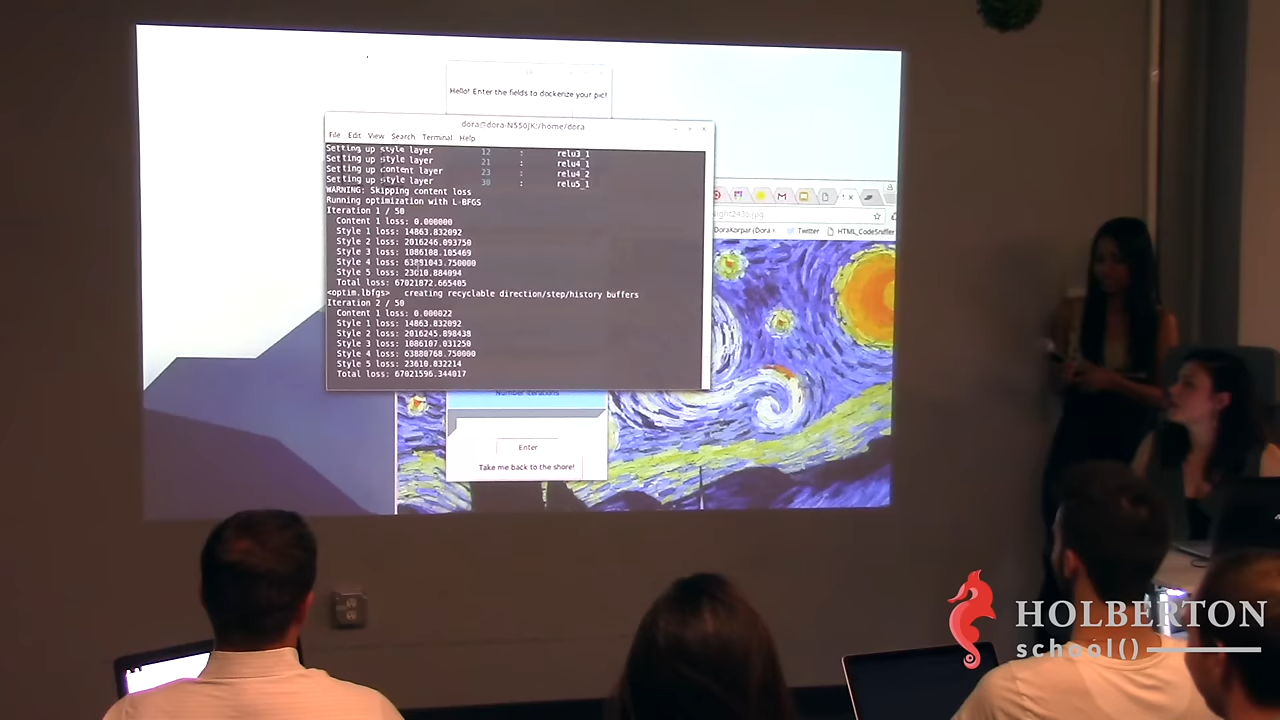 Hello! Enter the fields to dockerize your pic!
dora@dora-N550JK:/home/dora
File Edit View Search Terminal Help
Setting up style layer 12 : relu3_1
Setting up style layer 21 : relu4_1
Setting up content layer 23 : relu4_2
Setting up style layer 30 : relu5_1
WARNING: Skipping content loss
Running optimization with L-BFGS
Iteration 1 / 50
Content 1 loss: 0.000000
Style 1 loss: 14863.832092
Style 2 loss: 2016246.093750
Style 3 loss: 1086108.105469
Style 4 loss: 63881043.750000
Style 5 loss: 23610.884094
Total loss: 67021872.665405
<optim.lbfgs> creating recyclable direction/step/history buffers
Iteration 2 / 50
Content 1 loss: 0.000022
Style 1 loss: 14863.832092
Style 2 loss: 2016245.898438
Style 3 loss: 1086107.031250
Style 4 loss: 63880768.750000
Style 5 loss: 23610.832214
Total loss: 67021596.344017
DoraKorpar (Dora
Twitter
HTML_CodeSniffer
Number iterations
Enter
Take me back to the shore!
HOLBERTON
school()